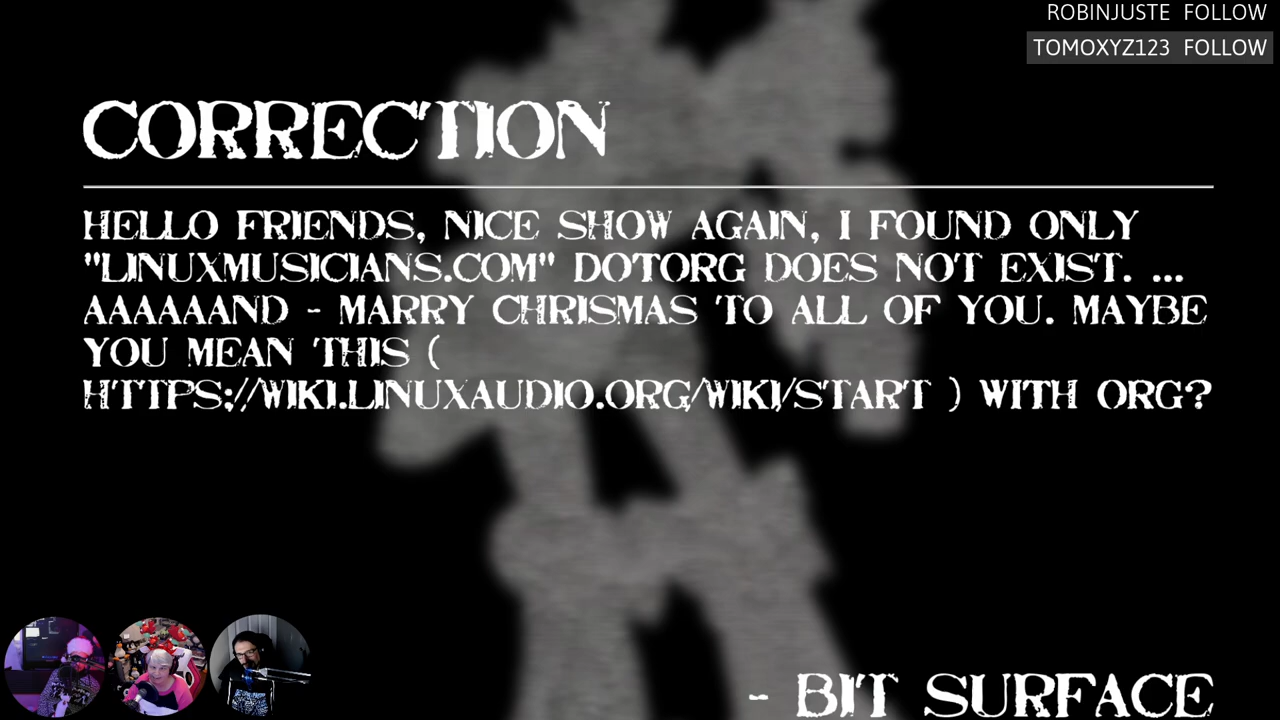 ROBINJUSTE FOLLOW
TOMOXYZ123 FOLLOW
CORRECTION
HELLO FRIENDS, NICE SHOW AGAIN, I FOUND ONLY
"LINUXMUSICIANS.COM" DOTORG DOES NOT EXIST. ...
AAAAAAND - MARRY CHRISMAS TO ALL OF YOU. MAYBE
YOU MEAN THIS (
HTTPS://WIKI.LINUXAUDIO.ORG/WIKI/START ) WITH ORG?
- BIT SURFACE